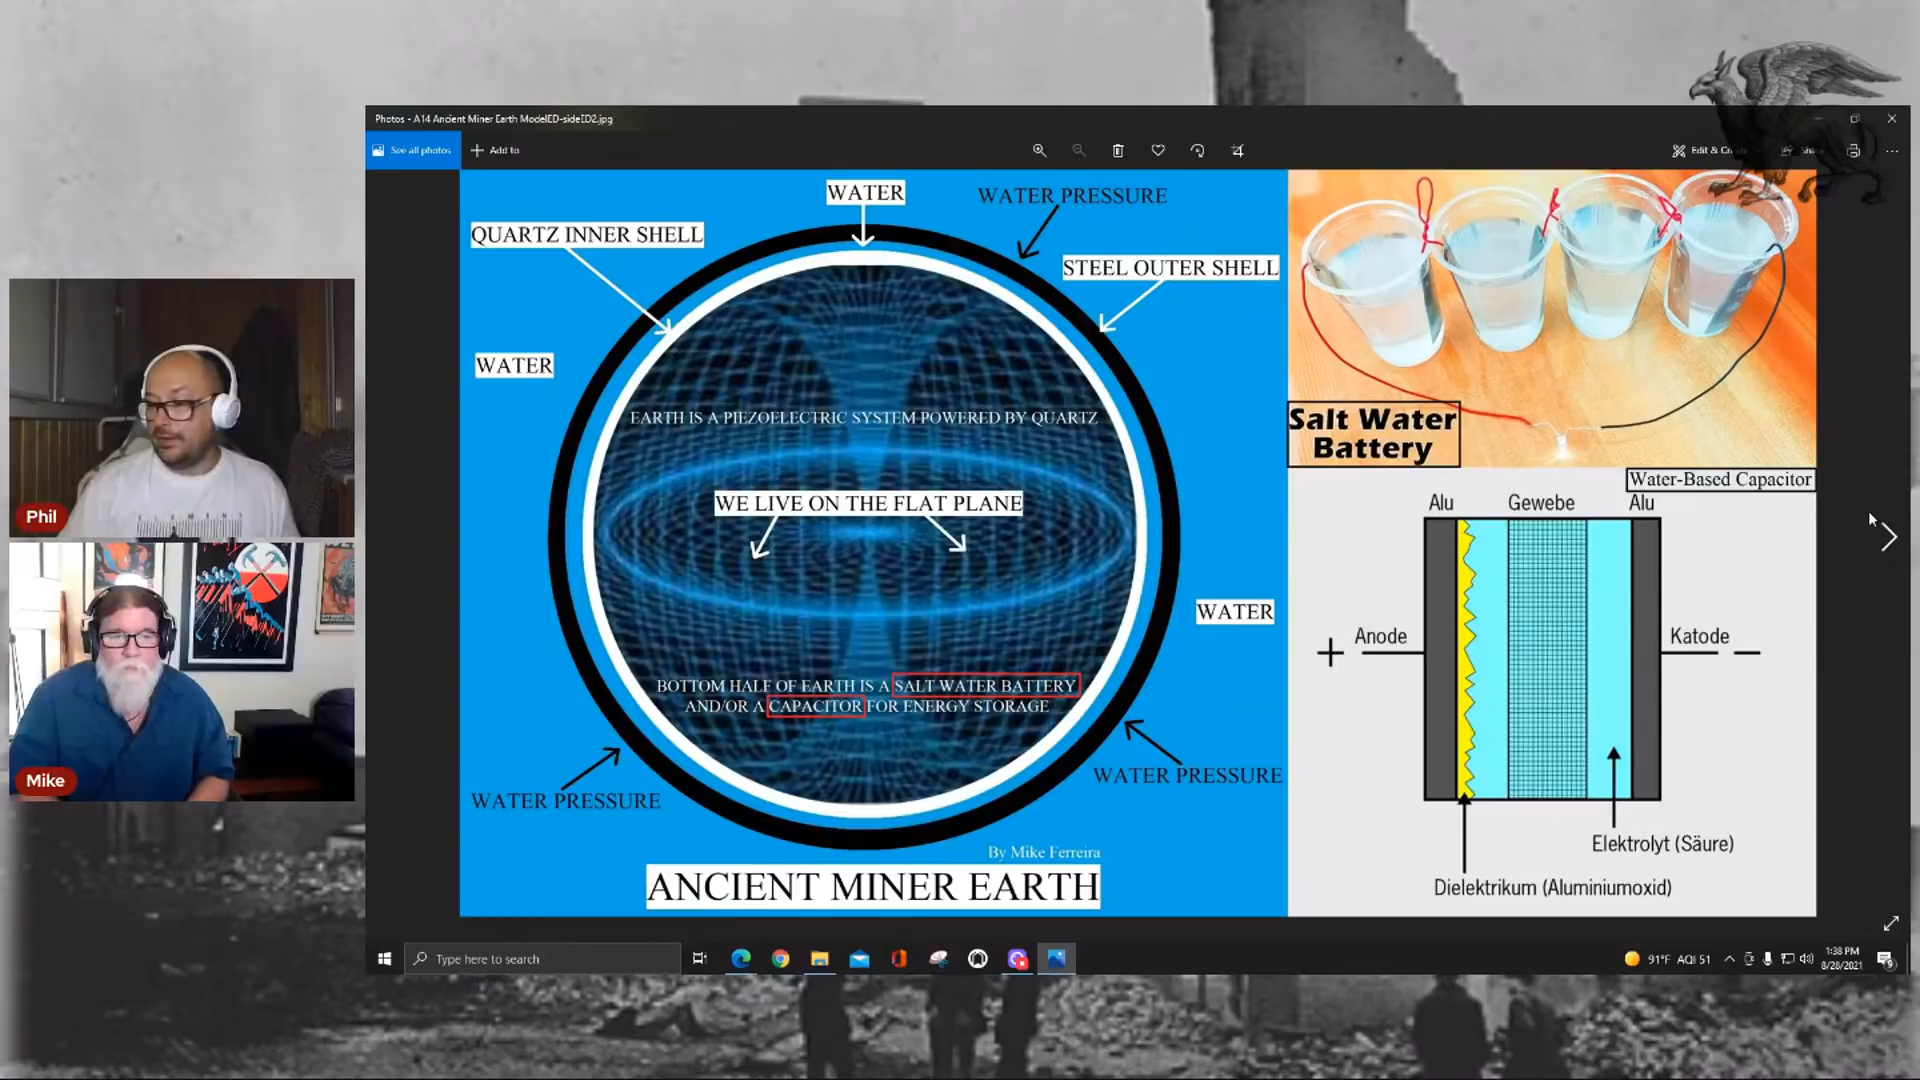 Photos - A14 Ancient Miner Earth ModelED-sideED2.jpg
See all photos
Add to
WATER
WATER PRESSURE
QUARTZ INNER SHELL
STEEL OUTER SHELL
WATER
EARTH IS A PIEZOELECTRIC SYSTEM POWERED BY QUARTZ
WE LIVE ON THE FLAT PLANE
WATER
BOTTOM HALF OF EARTH IS A SALT WATER BATTERY
AND/OR A CAPACITOR FOR ENERGY STORAGE
WATER PRESSURE
WATER PRESSURE
By Mike Ferreira
ANCIENT MINER EARTH
Salt Water
Battery
Water-Based Capacitor
Alu Gewebe Alu
+ Anode Katode −
Elektrolyt (Säure)
Dielektrikum (Aluminiumoxid)
Phil
Mike
Type here to search
91°F AQI 51
1:38 PM
8/28/2021